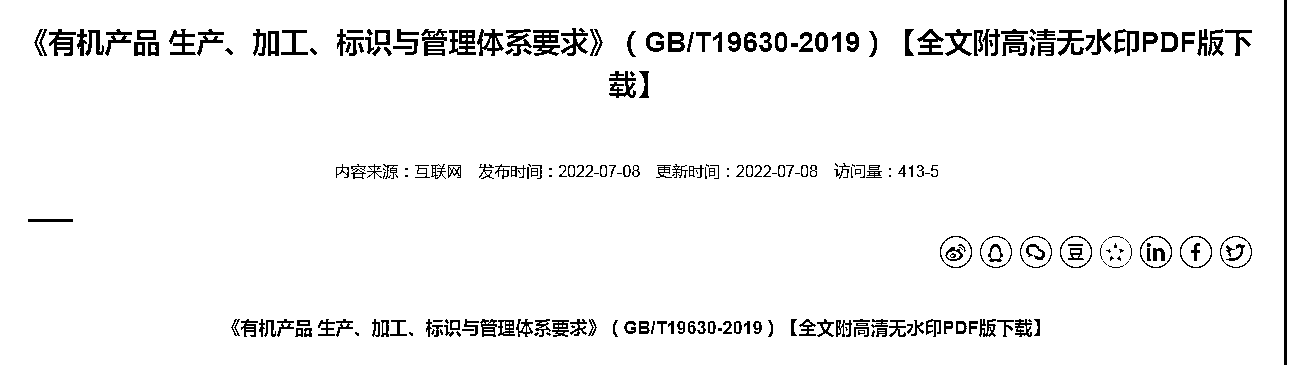 《有机产品 生产、加工、标识与管理体系要求》（GB/T19630-2019）【全文附高清无水印PDF版下
载】
内容来源：互联网 发布时间：2022-07-08 更新时间：2022-07-08 访问量：413-5
豆 in f
《有机产品 生产、加工、标识与管理体系要求》（GB/T19630-2019）【全文附高清无水印PDF版下载】